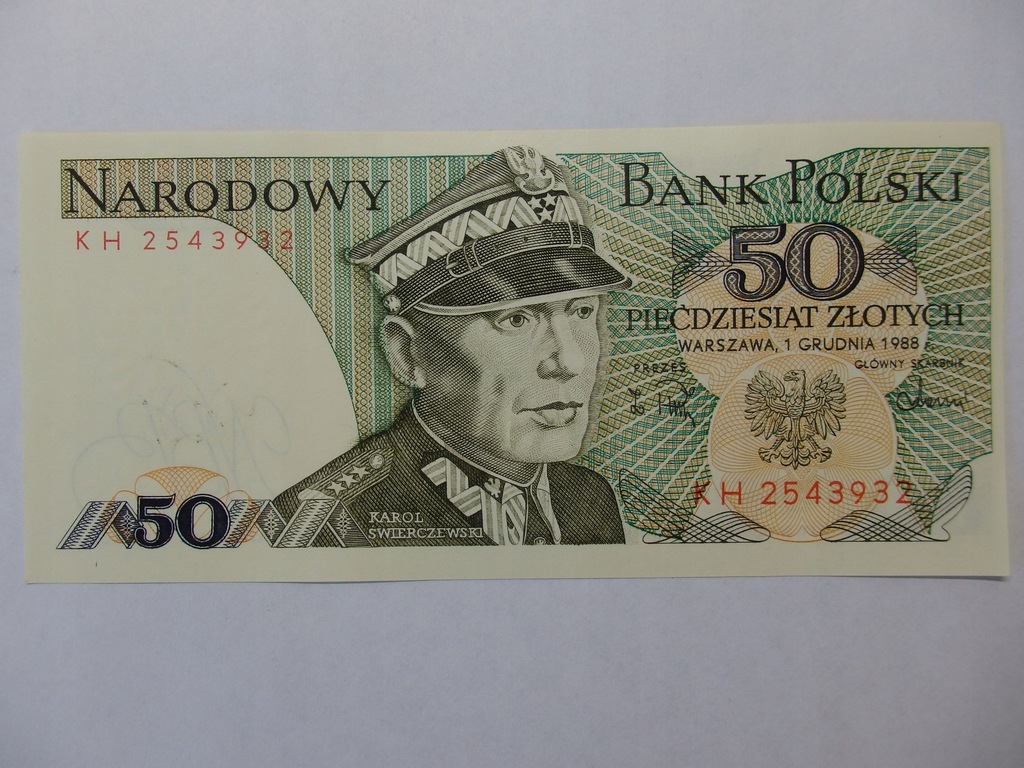 NARODOWY BANK POLSKI
KH 2543932
50
PIĘĆDZIESIĄT ZŁOTYCH
WARSZAWA, 1 GRUDNIA 1988 r.
PREZES GŁÓWNY SKARBNIK
KH 2543932
50
KAROL
ŚWIERCZEWSKI